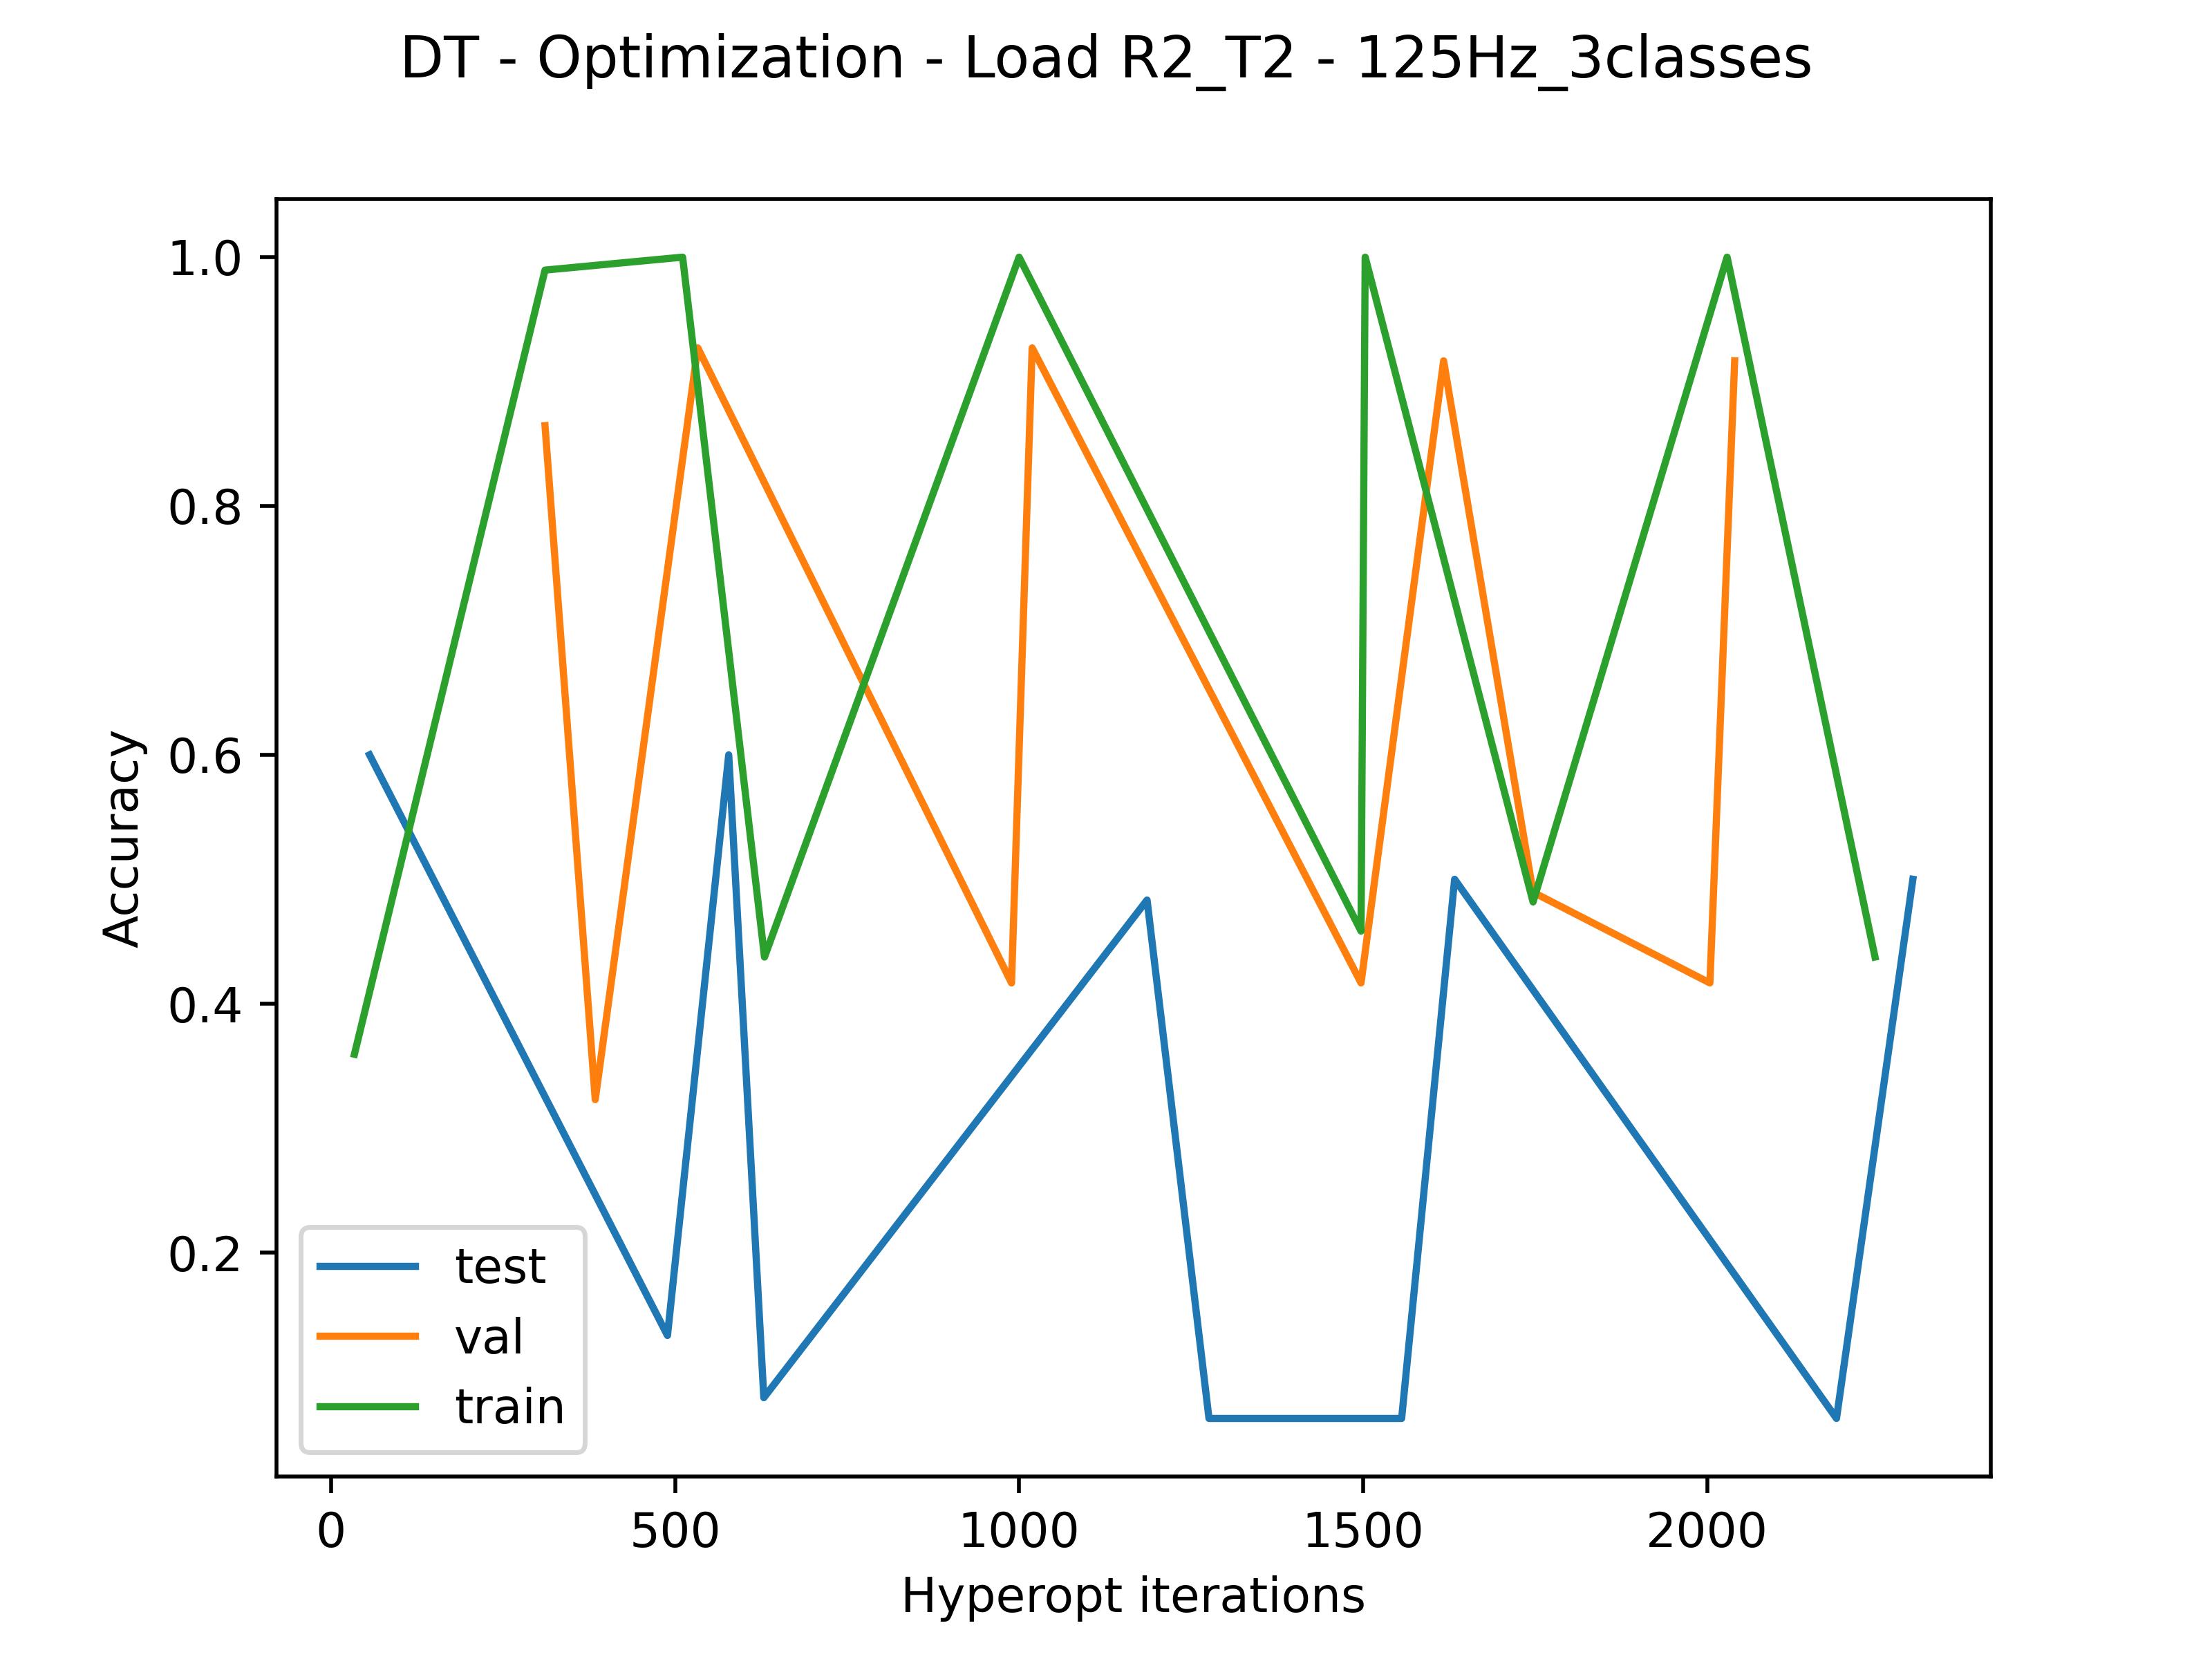 DT - Optimization - Load R2_T2 - 125Hz_3classes
1.0
0.8
0.6
0.4
0.2
Accuracy
test
val
train
0 500 1000 1500 2000
Hyperopt iterations